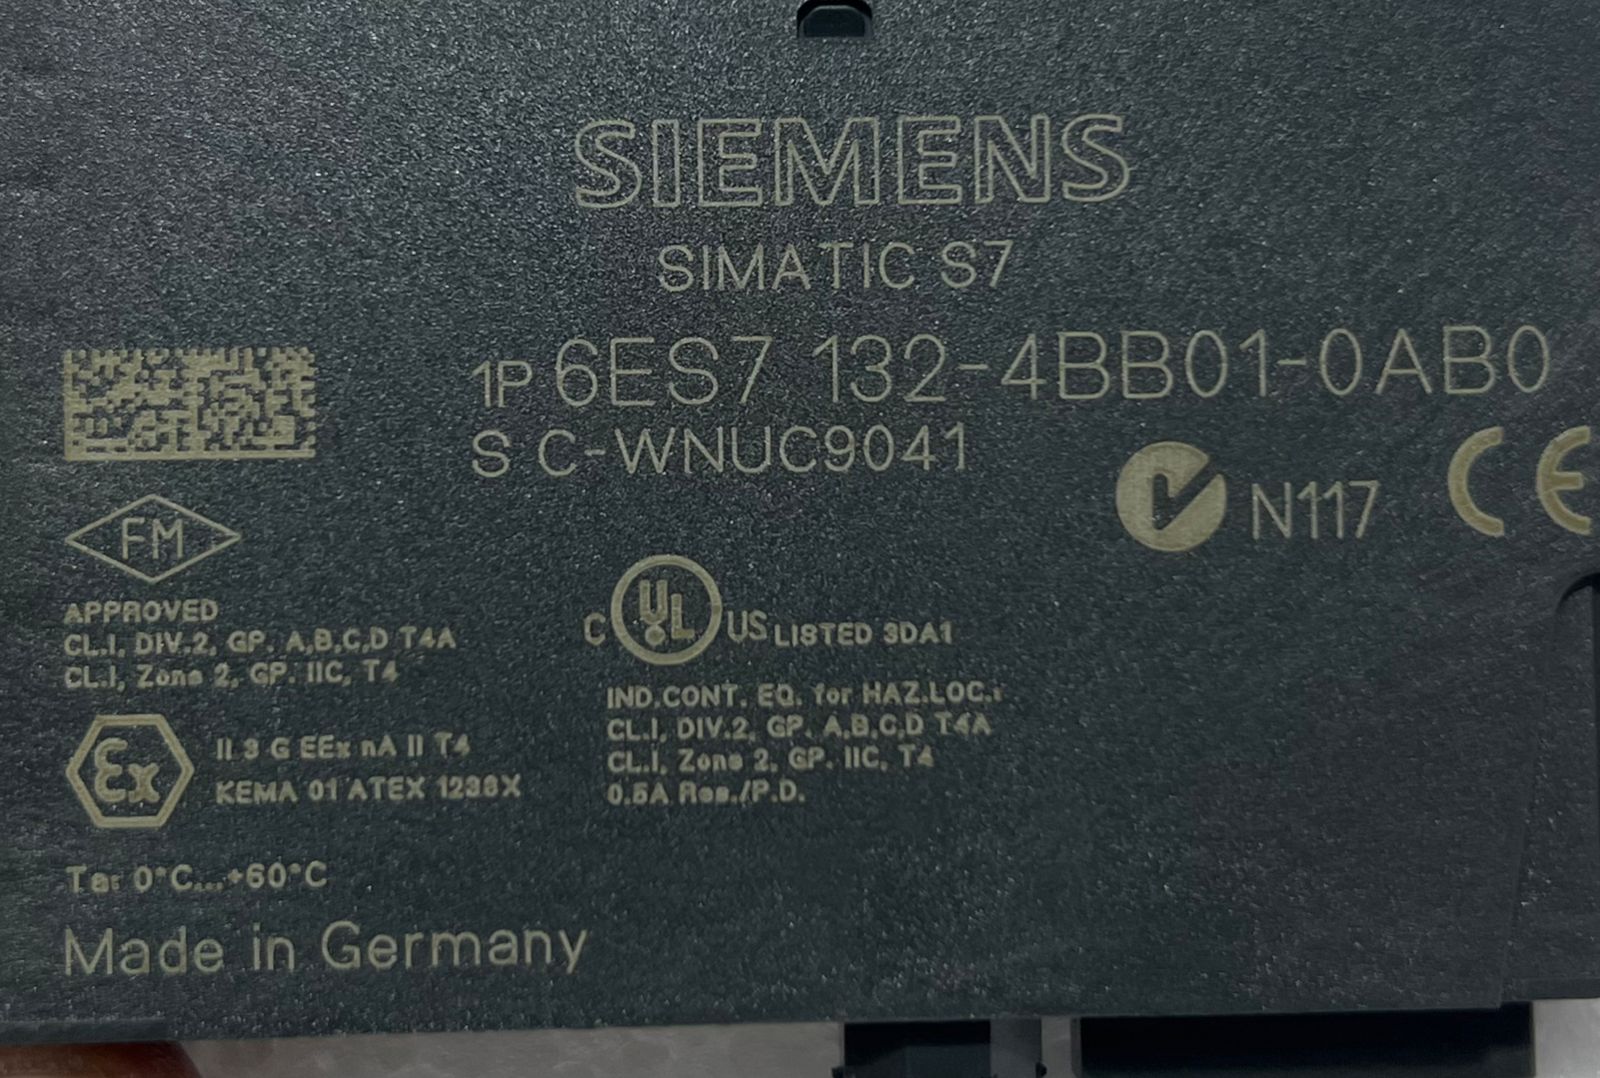 SIEMENS
SIMATIC S7
1P 6ES7 132-4BB01-0AB0
S C-WNUC9041
N117 CE
FM
APPROVED
CL.I, DIV.2, GP. A,B,C,D T4A
CL.I, Zone 2, GP. IIC, T4
C UL US LISTED 3DA1
IND.CONT. EQ. for HAZ.LOC.:
CL.I, DIV.2, GP. A,B,C,D T4A
CL.I, Zone 2, GP. IIC, T4
0.5A Res./P.D.
Ex II 3 G EEx nA II T4
KEMA 01 ATEX 1238X
Ta: 0°C...+60°C
Made in Germany